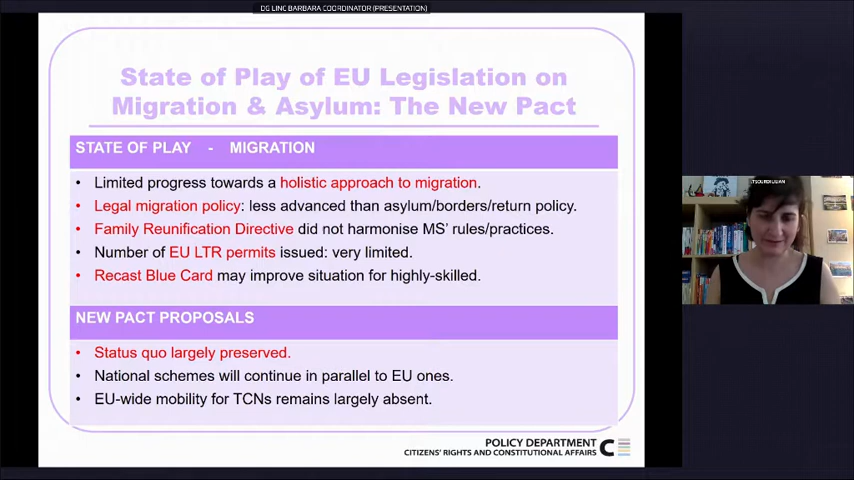 DG LINC BARBARA COORDINATOR (PRESENTATION)
State of Play of EU Legislation on
Migration & Asylum: The New Pact
STATE OF PLAY - MIGRATION
• Limited progress towards a holistic approach to migration.
• Legal migration policy: less advanced than asylum/borders/return policy.
• Family Reunification Directive did not harmonise MS' rules/practices.
• Number of EU LTR permits issued: very limited.
• Recast Blue Card may improve situation for highly-skilled.
NEW PACT PROPOSALS
• Status quo largely preserved.
• National schemes will continue in parallel to EU ones.
• EU-wide mobility for TCNs remains largely absent.
POLICY DEPARTMENT C
CITIZENS' RIGHTS AND CONSTITUTIONAL AFFAIRS
TSOURDI LILIAN